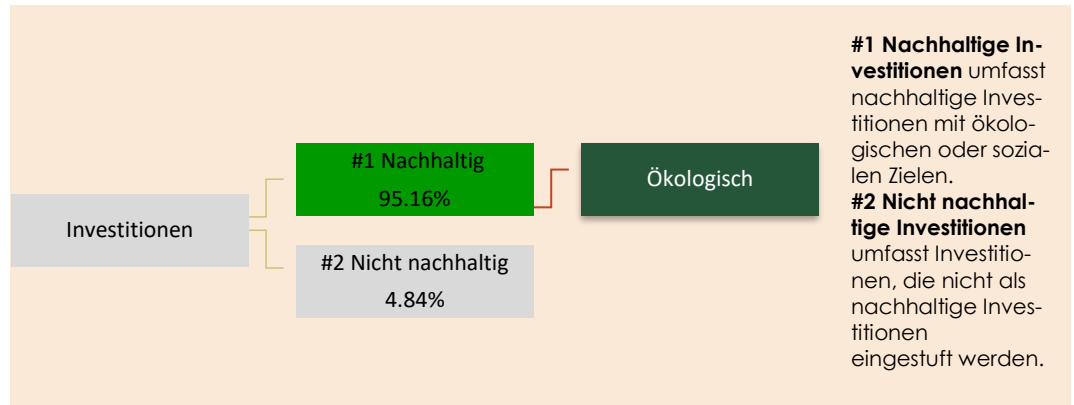 Investitionen
#1 Nachhaltig
95.16%
#2 Nicht nachhaltig
4.84%
Ökologisch
#1 Nachhaltige In-
vestitionen umfasst
nachhaltige Inves-
titionen mit ökolo-
gischen oder sozia-
len Zielen.
#2 Nicht nachhal-
tige Investitionen
umfasst Investitio-
nen, die nicht als
nachhaltige Inves-
titionen
eingestuft werden.